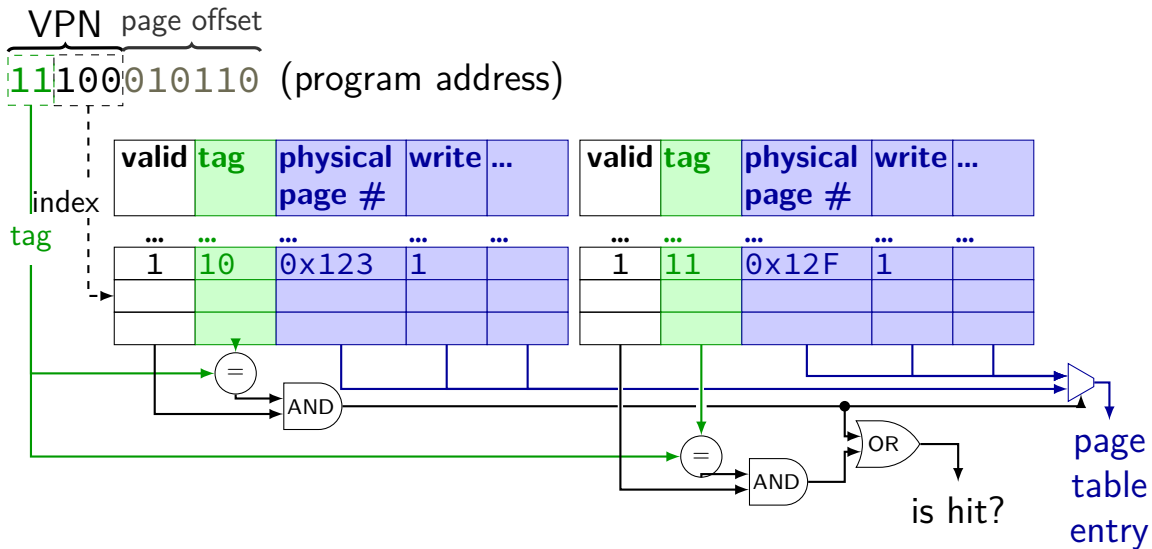 VPN page offset
11100010110 (program address)
valid tag physical page # write ... valid tag physical page # write ...
index
tag
... ... ... ... ... ... ... ... ... ...
1 10 0x123 1 1 11 0x12F 1
=
AND
=
AND
OR
is hit?
page
table
entry